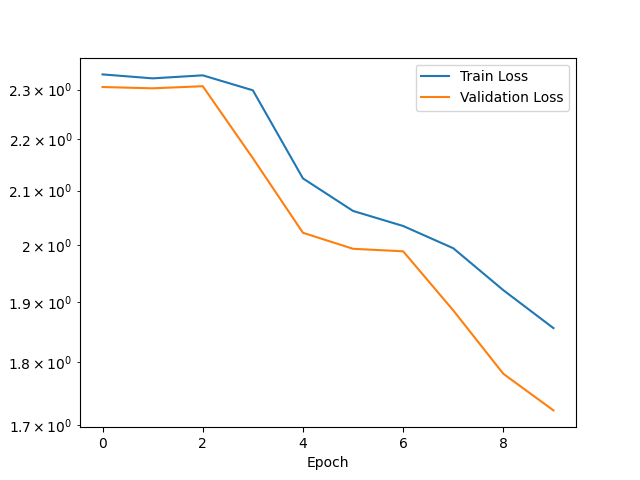 Train Loss
Validation Loss
2.3 × 10⁰
2.2 × 10⁰
2.1 × 10⁰
2 × 10⁰
1.9 × 10⁰
1.8 × 10⁰
1.7 × 10⁰
0 2 4 6 8
Epoch